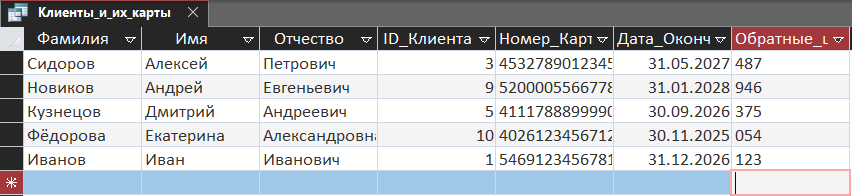 Клиенты_и_их_карты
Фамилия Имя Отчество ID_Клиента Номер_Карт Дата_Оконч Обратные_ц
Сидоров Алексей Петрович 3 4532789012345 31.05.2027 487
Новиков Андрей Евгеньевич 9 5200005566778 31.01.2028 946
Кузнецов Дмитрий Андреевич 5 4111788899990 30.09.2026 375
Фёдорова Екатерина Александровна 10 4026123456712 30.11.2025 054
Иванов Иван Иванович 1 5469123456781 31.12.2026 123